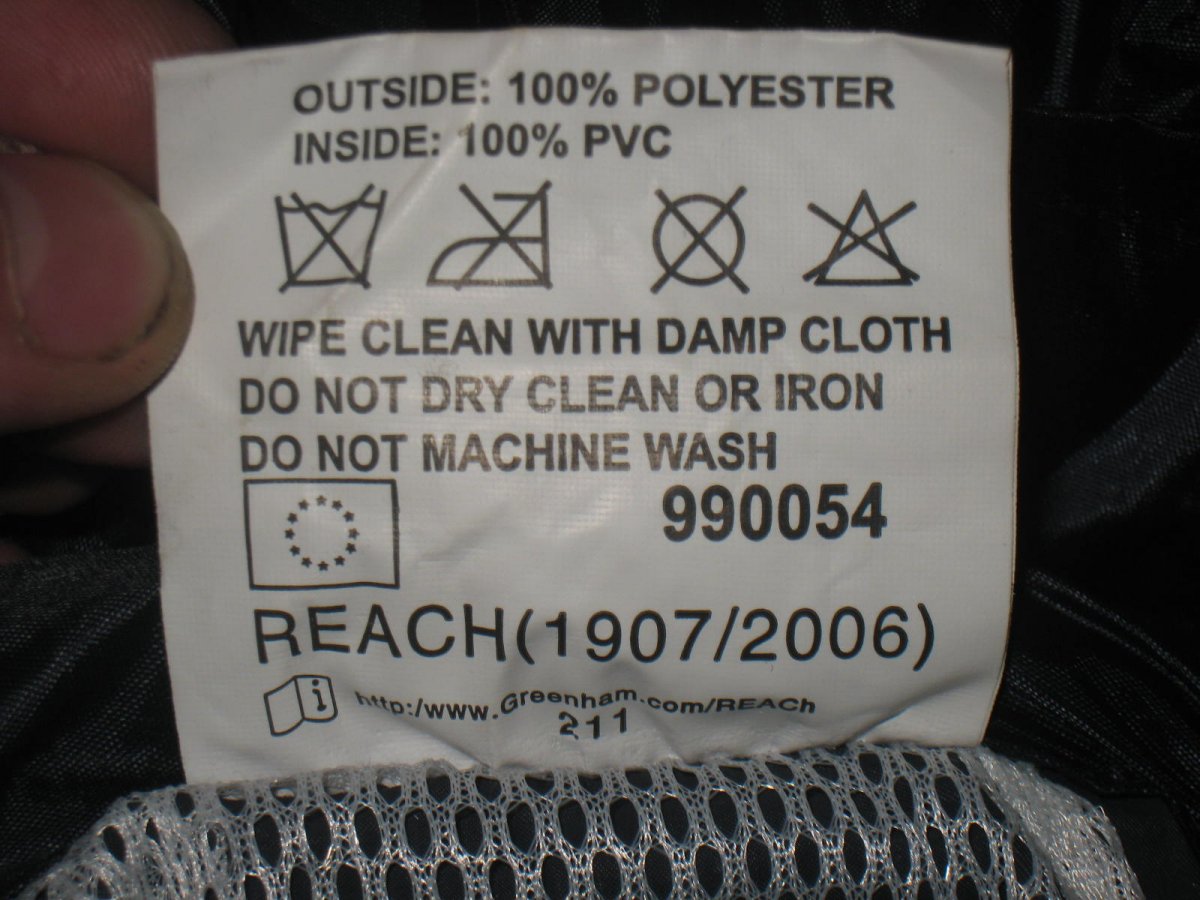 OUTSIDE: 100% POLYESTER
INSIDE: 100% PVC
WIPE CLEAN WITH DAMP CLOTH
DO NOT DRY CLEAN OR IRON
DO NOT MACHINE WASH
990054
REACH(1907/2006)
i http:/www.Greenham.com/REACh
211